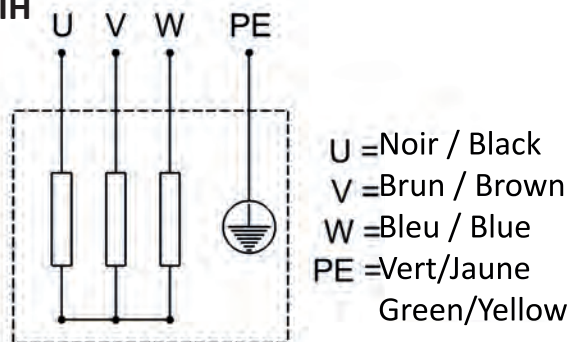 IH
U V W PE
U =Noir / Black
V =Brun / Brown
W =Bleu / Blue
PE =Vert/Jaune
Green/Yellow